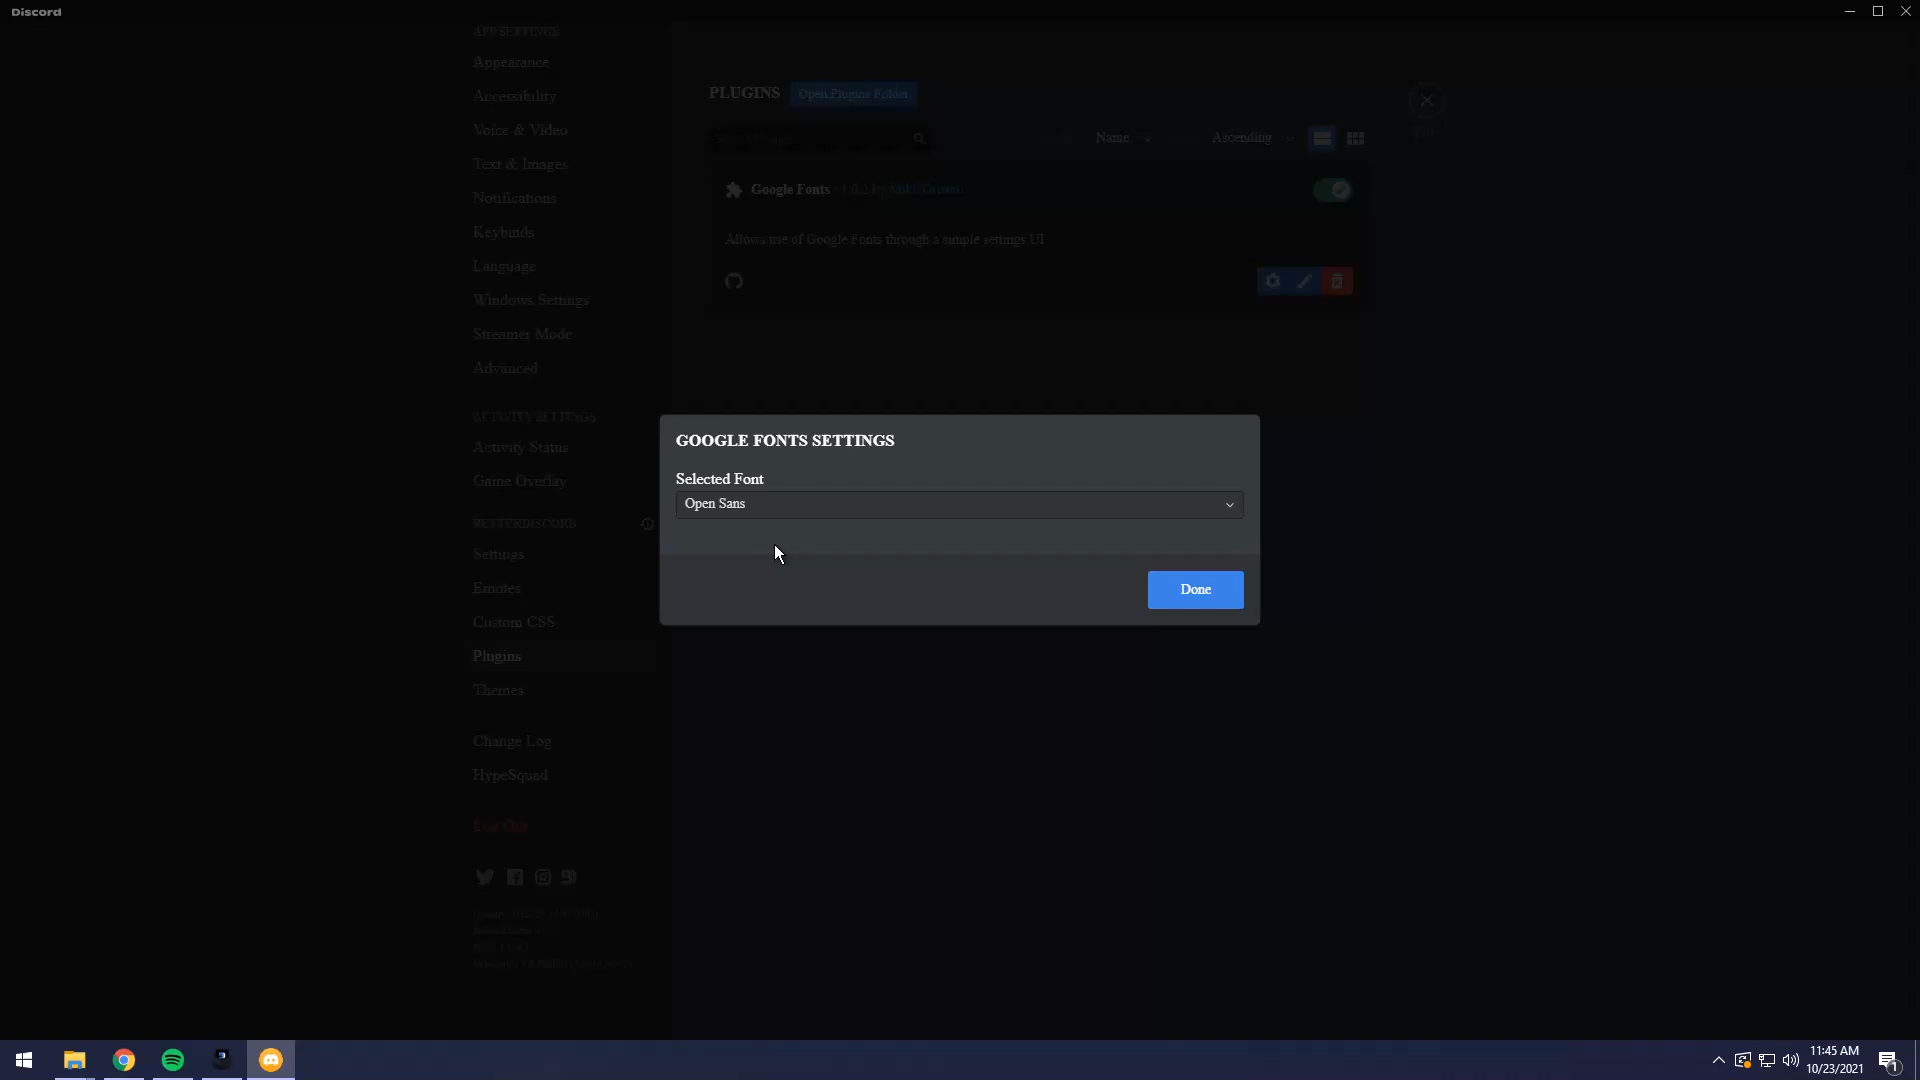 Discord
APP SETTINGS
Appearance
Accessibility
Voice & Video
Text & Images
Notifications
Keybinds
Language
Windows Settings
Streamer Mode
Advanced
ACTIVITY SETTINGS
Activity Status
Game Overlay
BETTERDISCORD
Settings
Emotes
Custom CSS
Plugins
Themes
Change Log
HypeSquad
Log Out
PLUGINS
Open Plugins Folder
Name
Ascending
Google Fonts
Allows use of Google Fonts through a simple settings UI
GOOGLE FONTS SETTINGS
Selected Font
Open Sans
Done
11:45 AM
10/23/2021
1